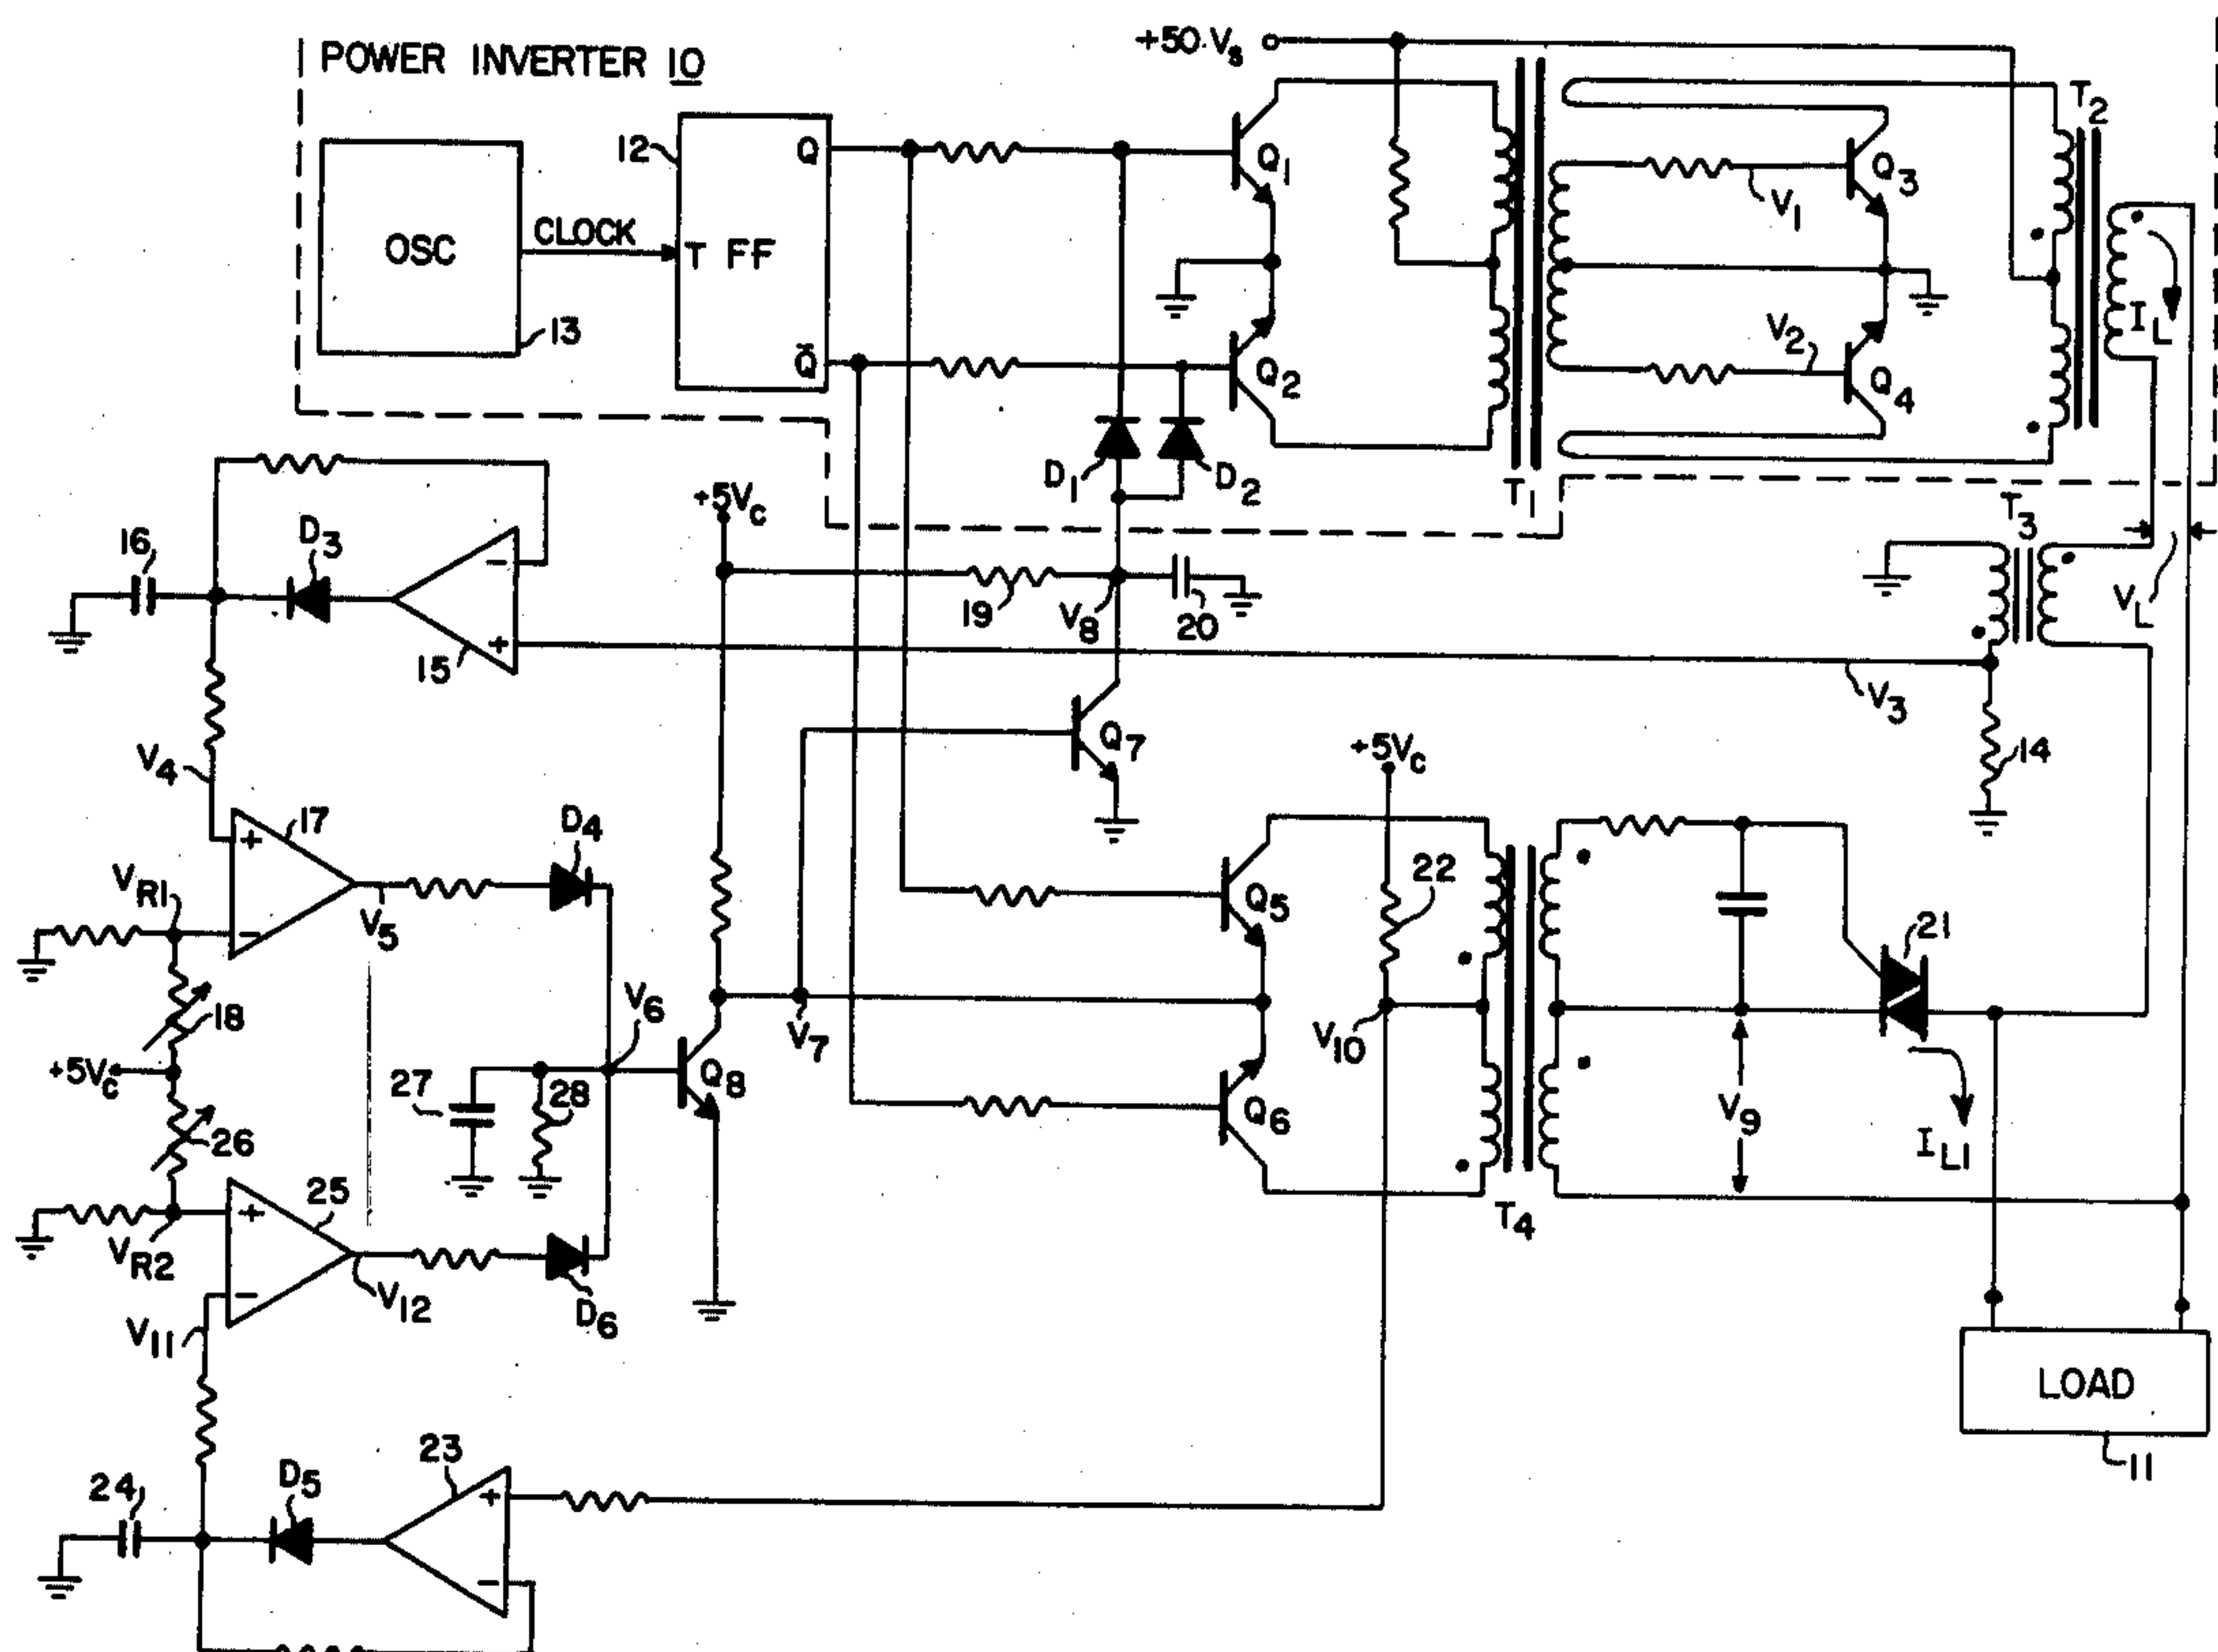 POWER INVERTER 10
+50 Vs
OSC
13
CLOCK
12
T FF
Q
Q̄
Q1
Q2
D1
D2
T1
V1
V2
Q3
Q4
T2
IL
T3
VL
+5Vc
16
D3
15
−
+
19
V8
20
V3
14
Q7
V4
17
+
−
VR1
V5
D4
18
+5Vc
26
VR2
25
+
−
V12
V11
D6
27
28
V6
Q8
V7
+5Vc
22
Q5
Q6
V10
T4
V9
21
IL1
LOAD
11
24
D5
23
+
−